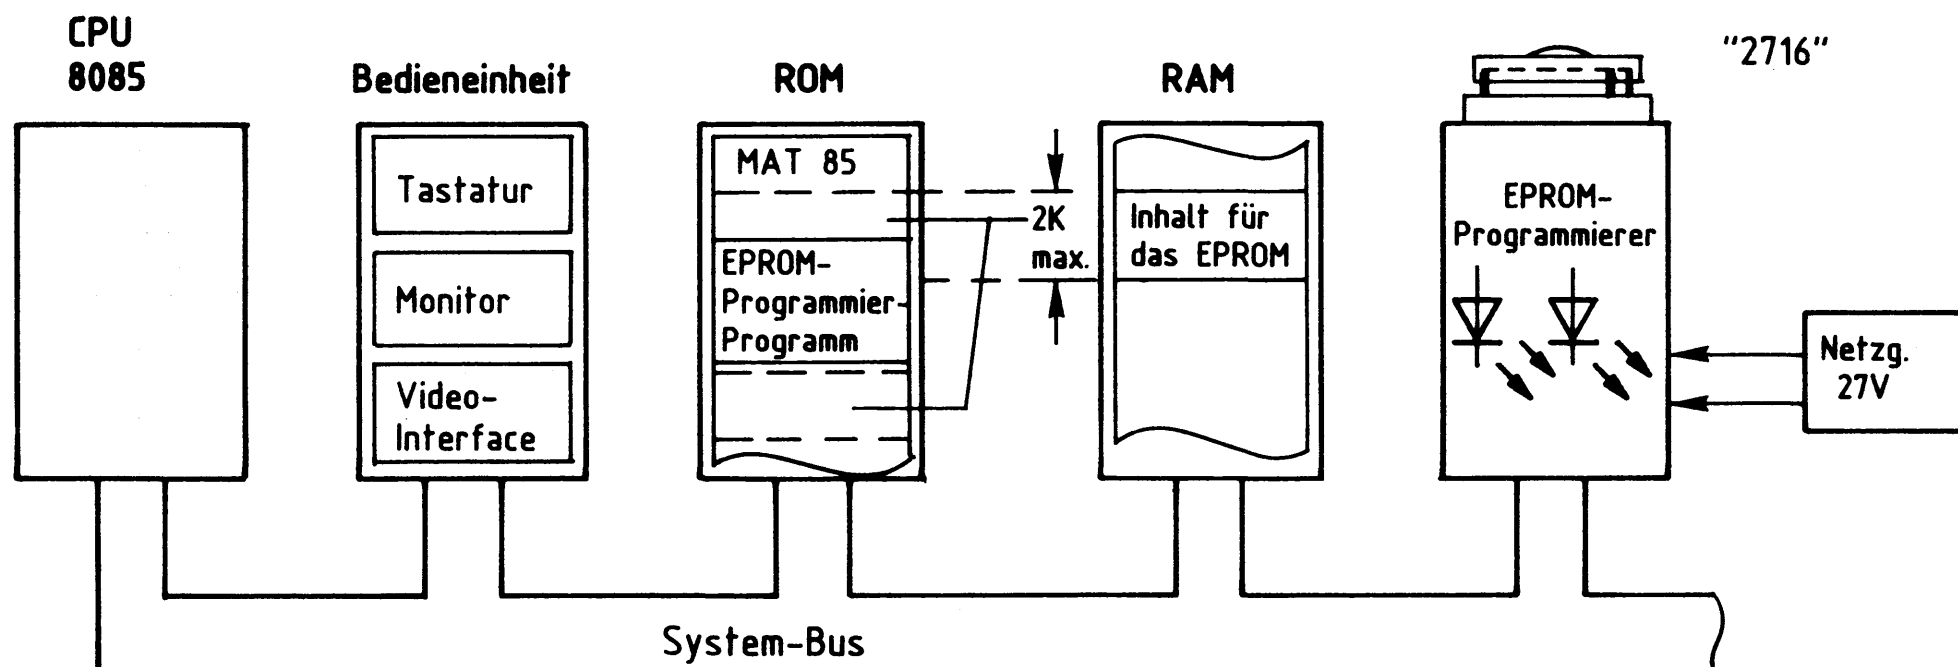 CPU
8085
Bedieneinheit
Tastatur
Monitor
Video-
Interface
ROM
MAT 85
EPROM-
Programmier-
Programm
2K
max.
RAM
Inhalt für
das EPROM
"2716"
EPROM-
Programmierer
Netzg.
27V
System-Bus